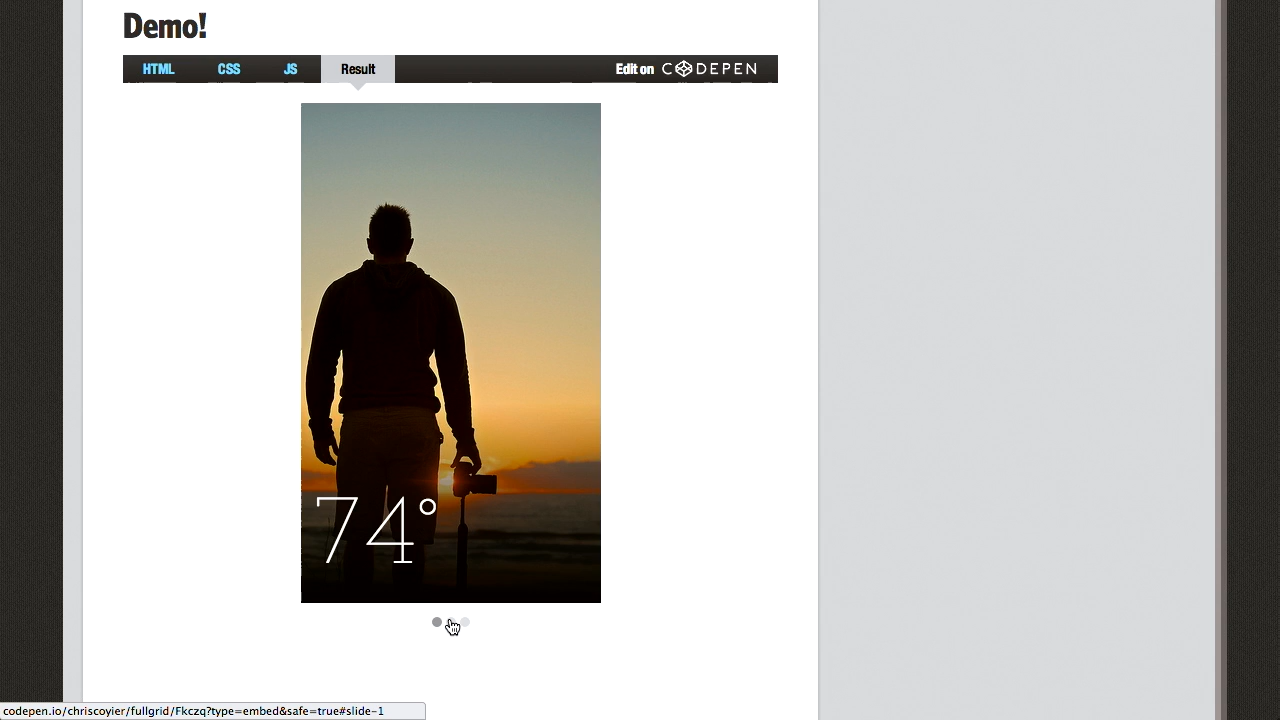 Demo!
HTML CSS JS Result Edit on CODEPEN
74°
codepen.io/chriscoyier/fullgrid/Fkczq?type=embed&safe=true#slide-1